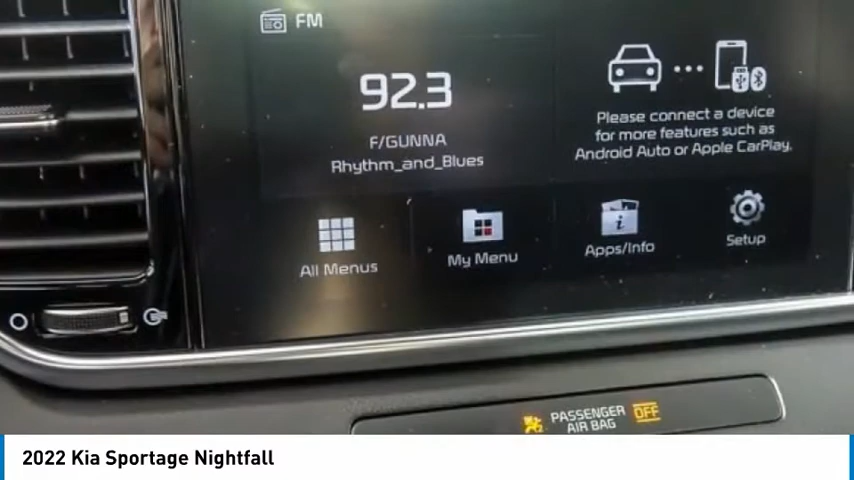 FM
92.3
F/GUNNA
Rhythm_and_Blues
Please connect a device
for more features such as
Android Auto or Apple CarPlay.
All Menus
My Menu
Apps/Info
Setup
PASSENGER
AIR BAG
OFF
2022 Kia Sportage Nightfall